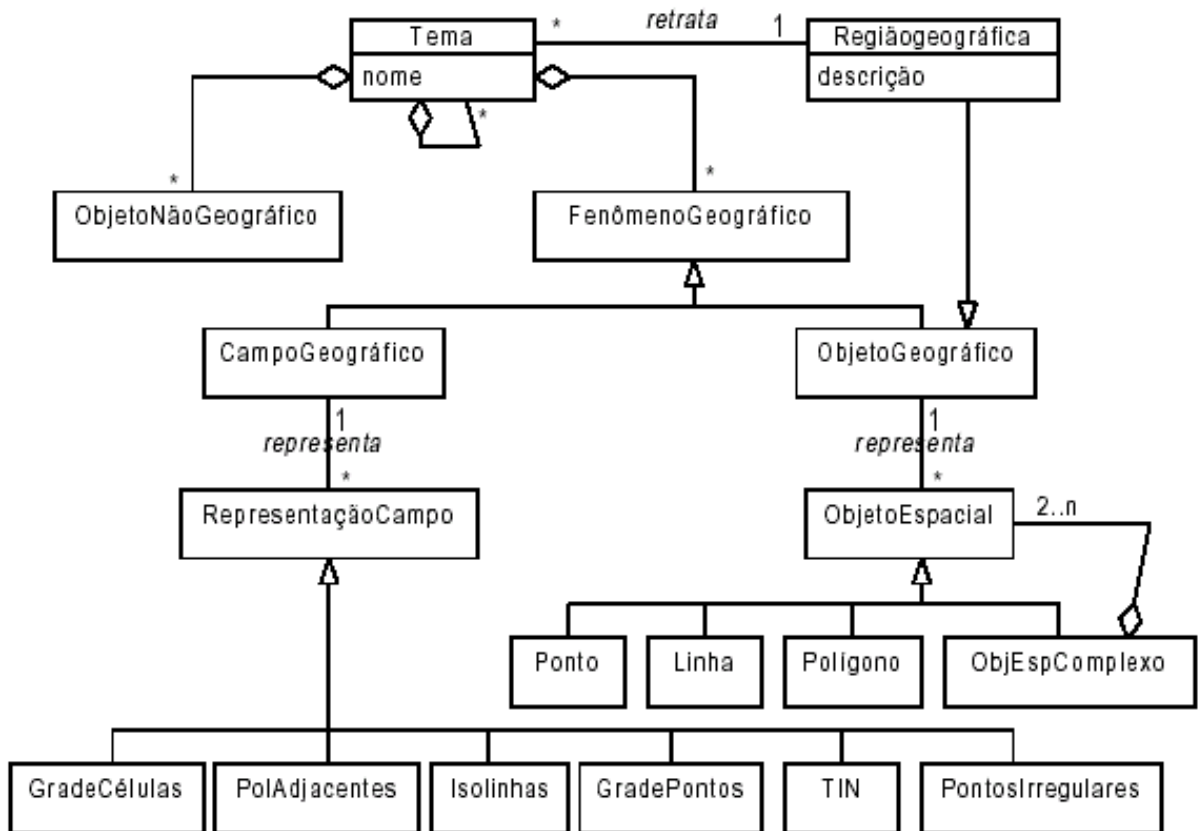 Tema
nome
* retrata 1
Regiãogeográfica
descrição
*
*
ObjetoNãoGeográfico
*
FenômenoGeográfico
CampoGeográfico
ObjetoGeográfico
1
representa
*
1
representa
*
RepresentaçãoCampo
ObjetoEspacial
2..n
Ponto
Linha
Polígono
ObjEspComplexo
GradeCélulas
PolAdjacentes
Isolinhas
GradePontos
TIN
PontosIrregulares